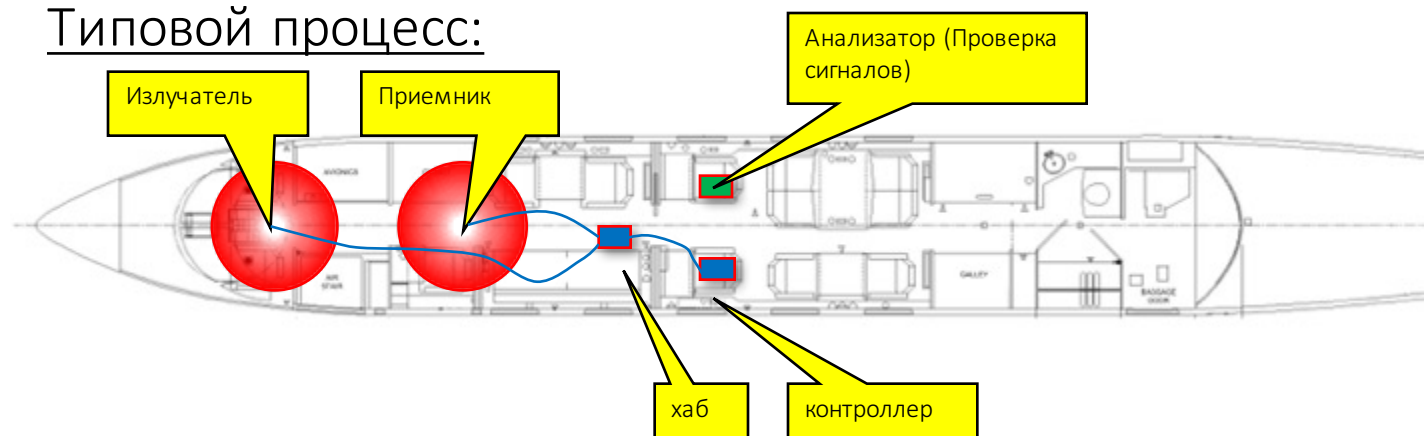 Типовой процесс:
Анализатор (Проверка
сигналов)
Излучатель
Приемник
AVIONICS
AIR
STAIR
GALLEY
BAGGAGE
DOOR
хаб
контроллер